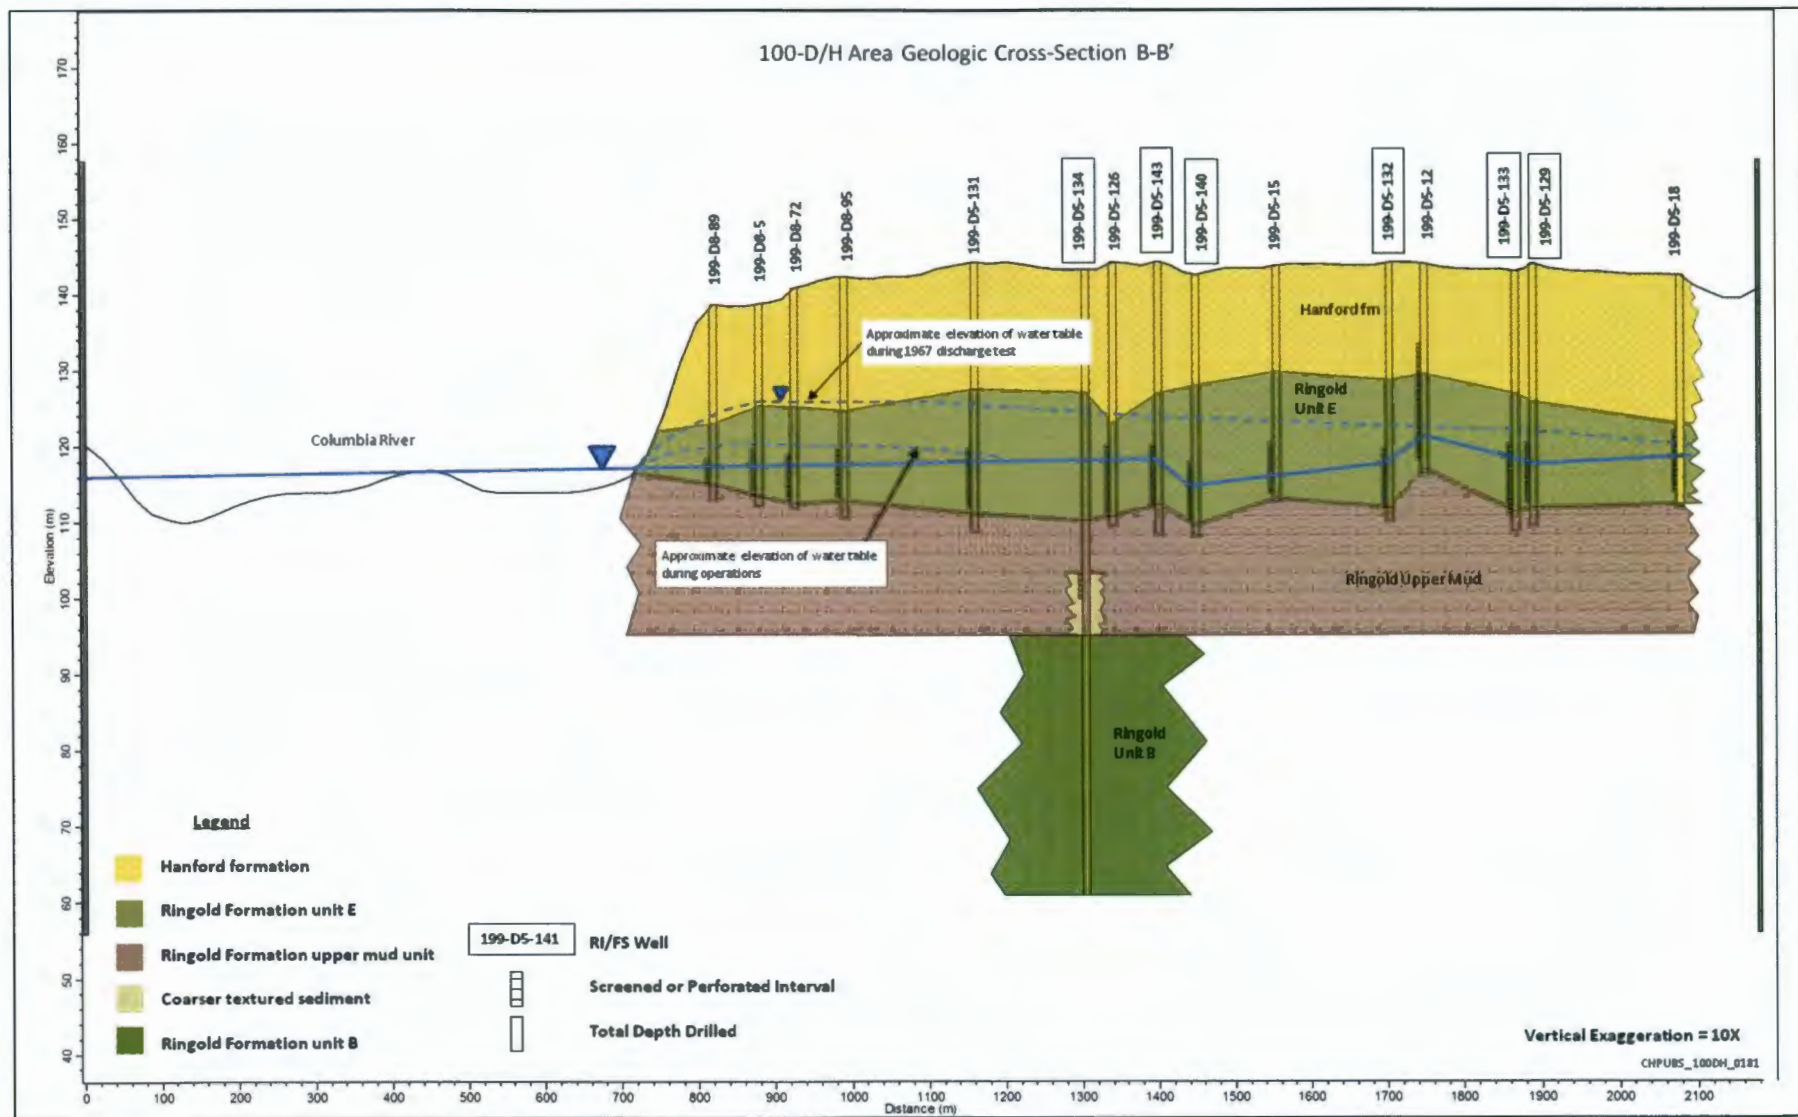 100-D/H Area Geologic Cross-Section B-B'
170
160
150
140
130
120
110
100
90
80
70
60
50
40
Elevation (m)
199-D8-89
199-D8-5
199-D8-72
199-D8-95
199-D5-131
199-D5-134
199-D5-126
199-D5-143
199-D5-140
199-D5-15
199-D5-132
199-D5-12
199-D5-133
199-D5-129
199-D5-18
Approximate elevation of water table
during 1967 discharge test
Hanford fm
Ringold
Unit E
Columbia River
Approximate elevation of water table
during operations
Ringold Upper Mud
Ringold
Unit B
Legend
Hanford formation
Ringold Formation unit E
Ringold Formation upper mud unit
Coarser textured sediment
Ringold Formation unit B
199-D5-141
RI/FS Well
Screened or Perforated Interval
Total Depth Drilled
Vertical Exaggeration = 10X
CHPUBS_100DH_0181
0 100 200 300 400 500 600 700 800 900 1000 1100 1200 1300 1400 1500 1600 1700 1800 1900 2000 2100
Distance (m)